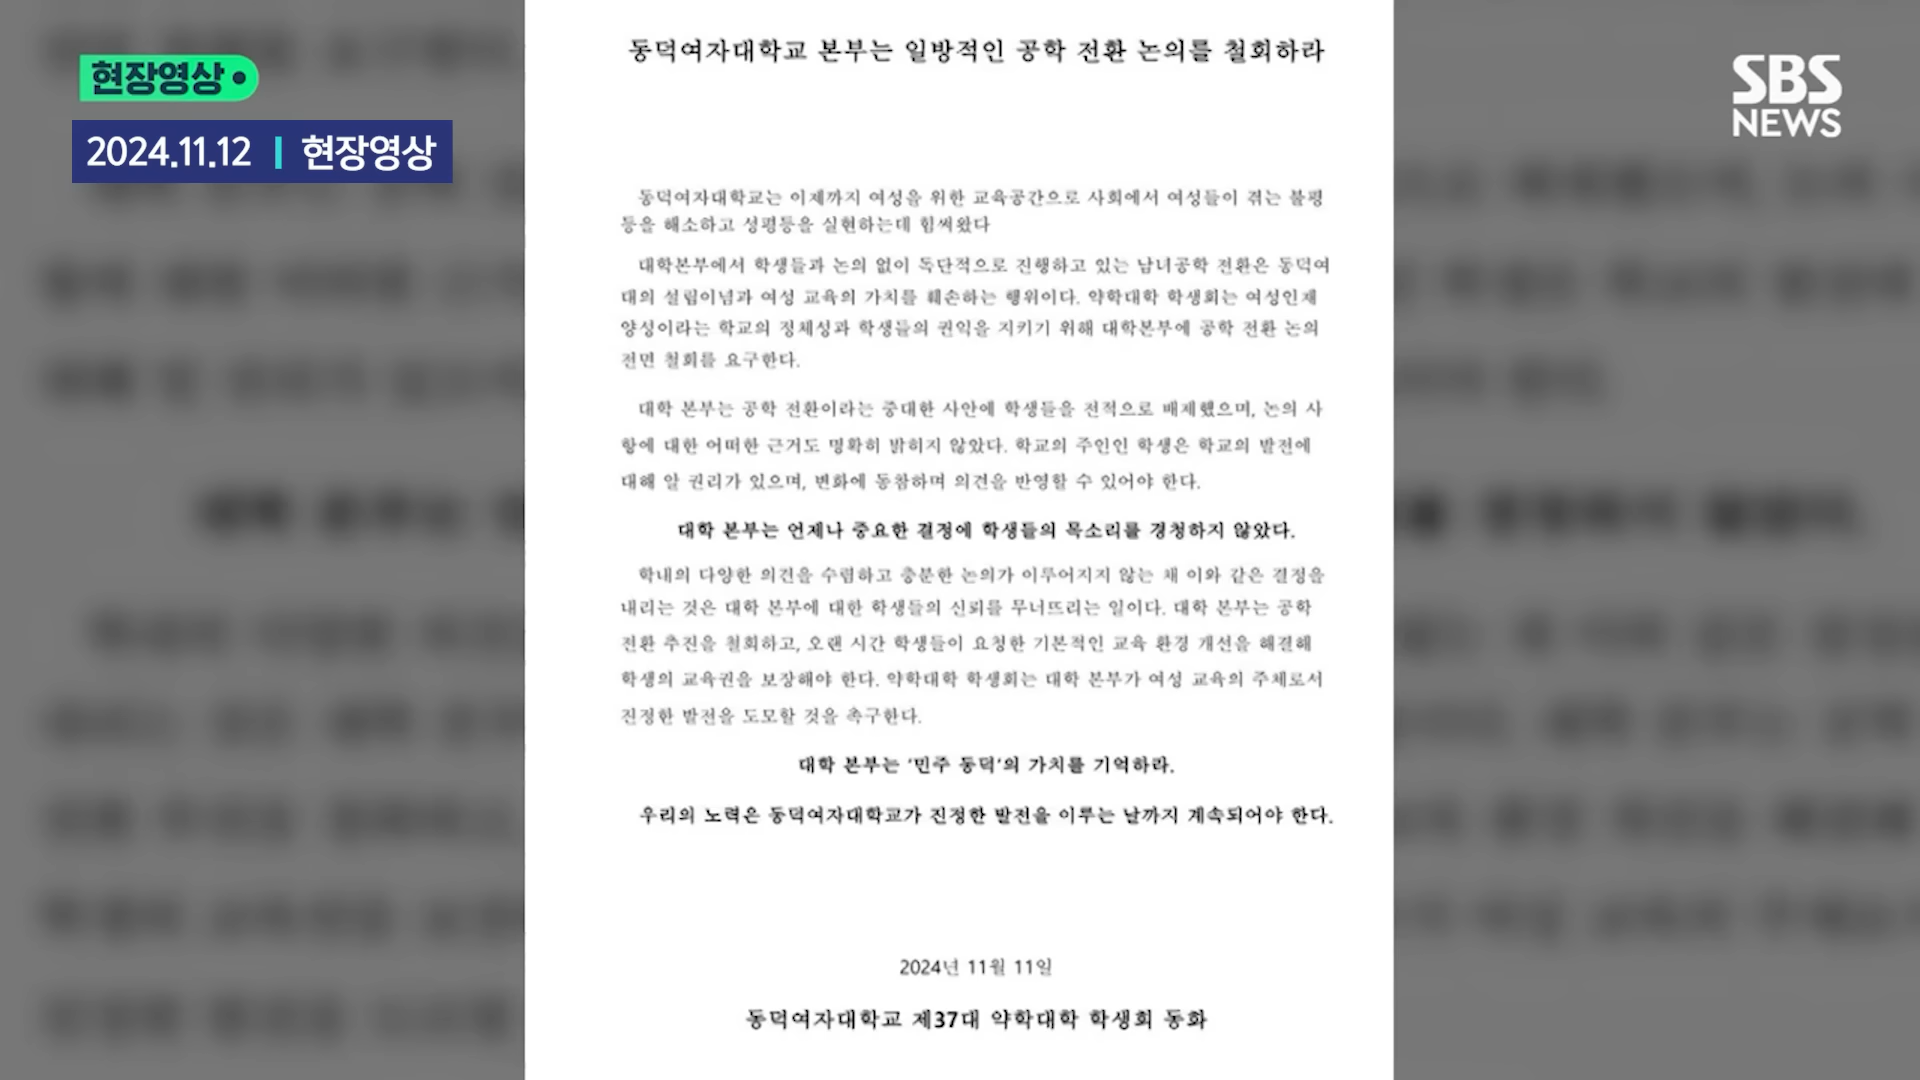 현장영상
2024.11.12 | 현장영상
SBS
NEWS
동덕여자대학교 본부는 일방적인 공학 전환 논의를 철회하라
동덕여자대학교는 이제까지 여성을 위한 교육공간으로 사회에서 여성들이 겪는 불평
등을 해소하고 성평등을 실현하는데 힘써왔다
대학본부에서 학생들과 논의 없이 독단적으로 진행하고 있는 남녀공학 전환은 동덕여
대의 설립이념과 여성 교육의 가치를 훼손하는 행위이다. 약학대학 학생회는 여성인재
양성이라는 학교의 정체성과 학생들의 권익을 지키기 위해 대학본부에 공학 전환 논의
전면 철회를 요구한다.
대학 본부는 공학 전환이라는 중대한 사안에 학생들을 전적으로 배제했으며, 논의 사
항에 대한 어떠한 근거도 명확히 밝히지 않았다. 학교의 주인인 학생은 학교의 발전에
대해 알 권리가 있으며, 변화에 동참하며 의견을 반영할 수 있어야 한다.
대학 본부는 언제나 중요한 결정에 학생들의 목소리를 경청하지 않았다.
학내의 다양한 의견을 수렴하고 충분한 논의가 이루어지지 않는 채 이와 같은 결정을
내리는 것은 대학 본부에 대한 학생들의 신뢰를 무너뜨리는 일이다. 대학 본부는 공학
전환 추진을 철회하고, 오랜 시간 학생들이 요청한 기본적인 교육 환경 개선을 해결해
학생의 교육권을 보장해야 한다. 약학대학 학생회는 대학 본부가 여성 교육의 주체로서
진정한 발전을 도모할 것을 촉구한다.
대학 본부는 '민주 동덕'의 가치를 기억하라.
우리의 노력은 동덕여자대학교가 진정한 발전을 이루는 날까지 계속되어야 한다.
2024년 11월 11일
동덕여자대학교 제37대 약학대학 학생회 동화